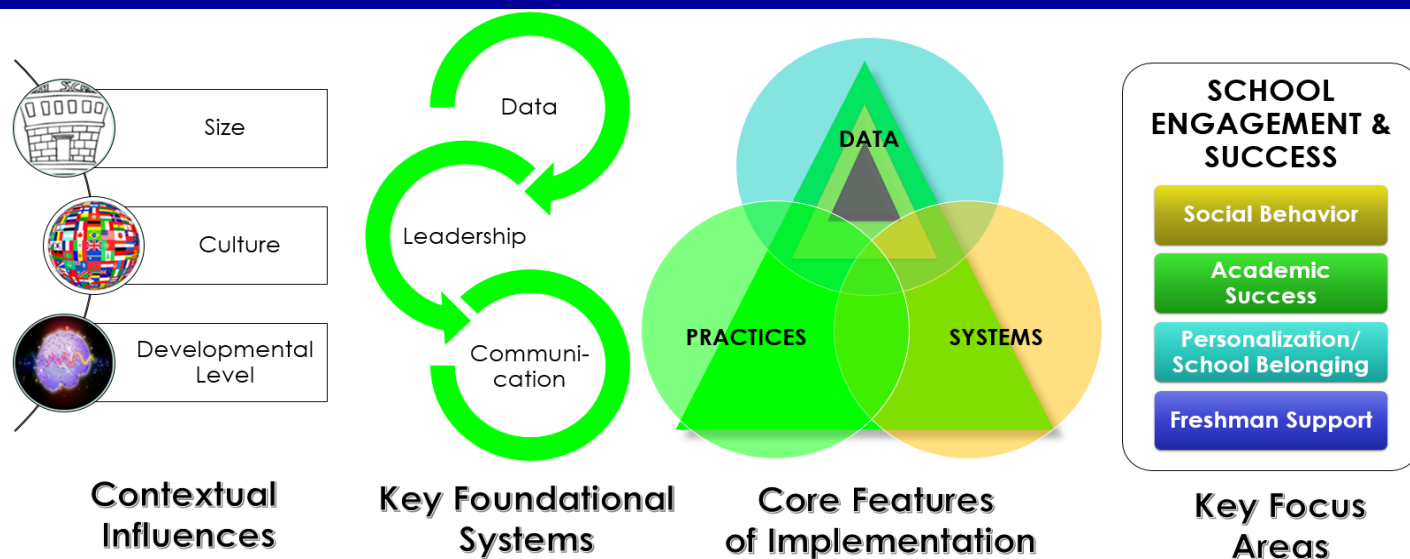 Size
Culture
Developmental
Level
Contextual
Influences
Data
Leadership
Communi-
cation
Key Foundational
Systems
DATA
PRACTICES
SYSTEMS
Core Features
of Implementation
SCHOOL
ENGAGEMENT &
SUCCESS
Social Behavior
Academic
Success
Personalization/
School Belonging
Freshman Support
Key Focus
Areas